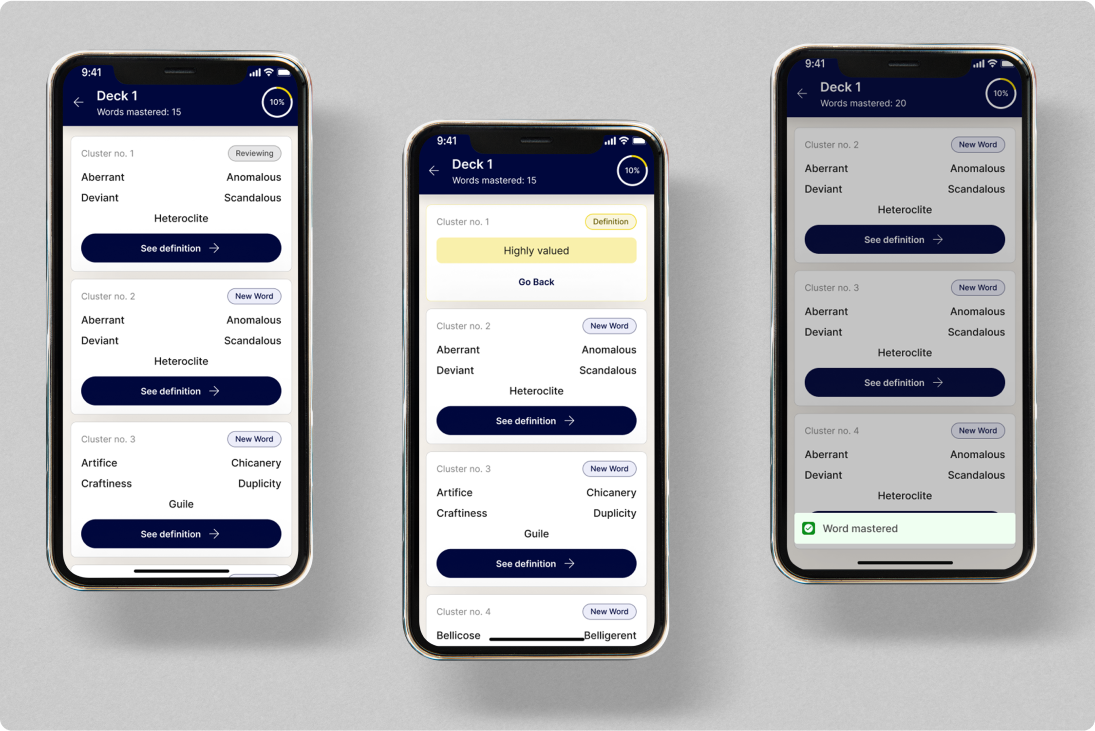 9:41
Deck 1
Words mastered: 15
10%
Cluster no. 1 Reviewing
Aberrant Anomalous
Deviant Scandalous
Heteroclite
See definition
Cluster no. 2 New Word
Aberrant Anomalous
Deviant Scandalous
Heteroclite
See definition
Cluster no. 3 New Word
Artifice Chicanery
Craftiness Duplicity
Guile
See definition
9:41
Deck 1
Words mastered: 15
10%
Cluster no. 1 Definition
Highly valued
Go Back
Cluster no. 2 New Word
Aberrant Anomalous
Deviant Scandalous
Heteroclite
See definition
Cluster no. 3 New Word
Artifice Chicanery
Craftiness Duplicity
Guile
See definition
Cluster no. 4 New Word
Bellicose Belligerent
9:41
Deck 1
Words mastered: 20
10%
Cluster no. 2 New Word
Aberrant Anomalous
Deviant Scandalous
Heteroclite
See definition
Cluster no. 3 New Word
Aberrant Anomalous
Deviant Scandalous
Heteroclite
See definition
Cluster no. 4 New Word
Aberrant Anomalous
Deviant Scandalous
Heteroclite
Word mastered